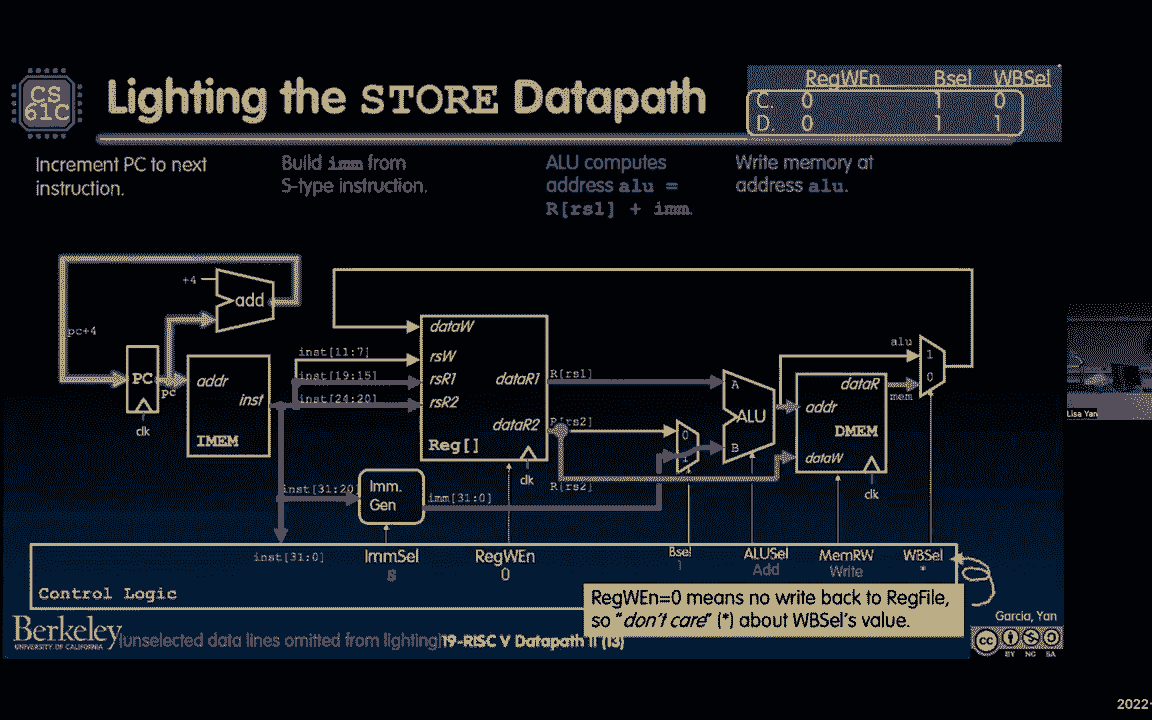 CS
61C
Lighting the STORE Datapath
RegWEn Bsel WBSel
C. 0 1 0
D. 0 1 1
Increment PC to next
instruction.
Build imm from
S-type instruction.
ALU computes
address alu =
R[rs1] + imm.
Write memory at
address alu.
+4
add
pc+4
PC
pc
clk
addr
inst
IMEM
inst[11:7]
inst[19:15]
inst[24:20]
inst[31:20]
inst[31:0]
dataW
rsW
rsR1
rsR2
dataR1
dataR2
Reg[]
clk
Imm.
Gen
imm[31:0]
R[rs1]
R[rs2]
R[rs2]
0
1
A
B
ALU
addr
dataR
DMEM
dataW
clk
alu
mem
1
0
ImmSel
S
RegWEn
0
Bsel
1
ALUSel
Add
MemRW
Write
WBSel
*
Control Logic
RegWEn=0 means no write back to RegFile,
so "don't care" (*) about WBSel's value.
Berkeley
UNIVERSITY OF CALIFORNIA
(unselected data lines omitted from lighting)
19-RISC V Datapath II (13)
Garcia, Yan
cc
BY NC SA
Lisa Yan
2022-